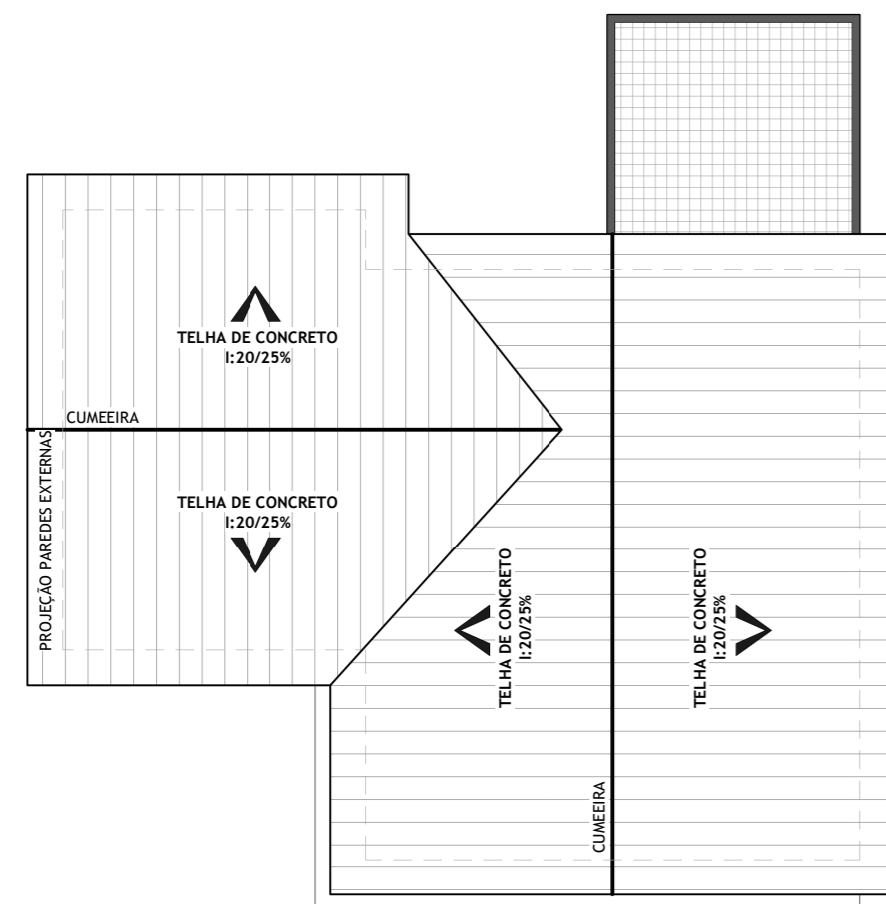 TELHA DE CONCRETO
I:20/25%
CUMEEIRA
PROJEÇÃO PAREDES EXTERNAS
TELHA DE CONCRETO
I:20/25%
TELHA DE CONCRETO
I:20/25%
TELHA DE CONCRETO
I:20/25%
CUMEEIRA